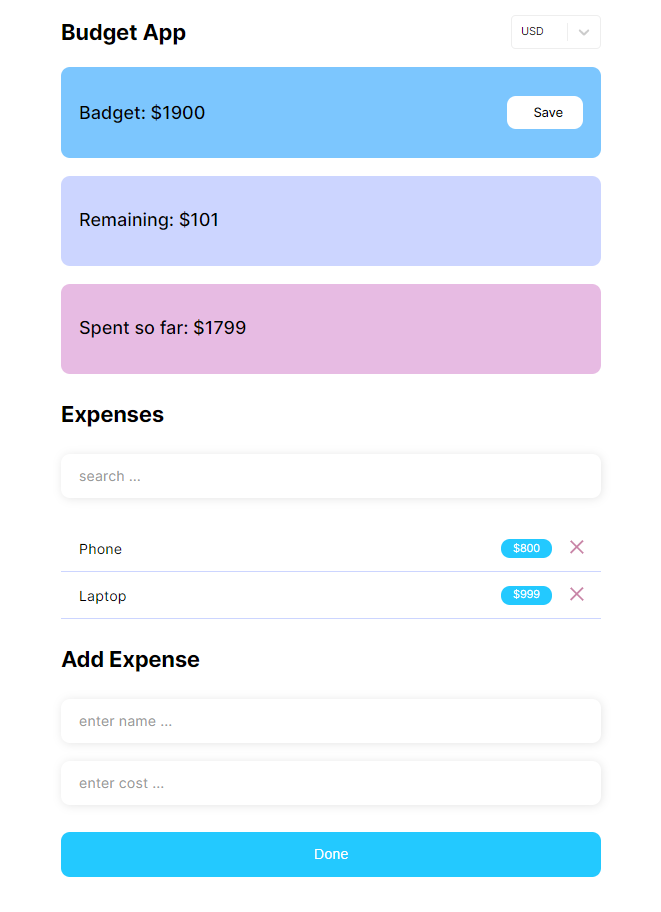 Budget App
USD
Badget: $1900
Save
Remaining: $101
Spent so far: $1799
Expenses
search ...
Phone $800
Laptop $999
Add Expense
enter name ...
enter cost ...
Done